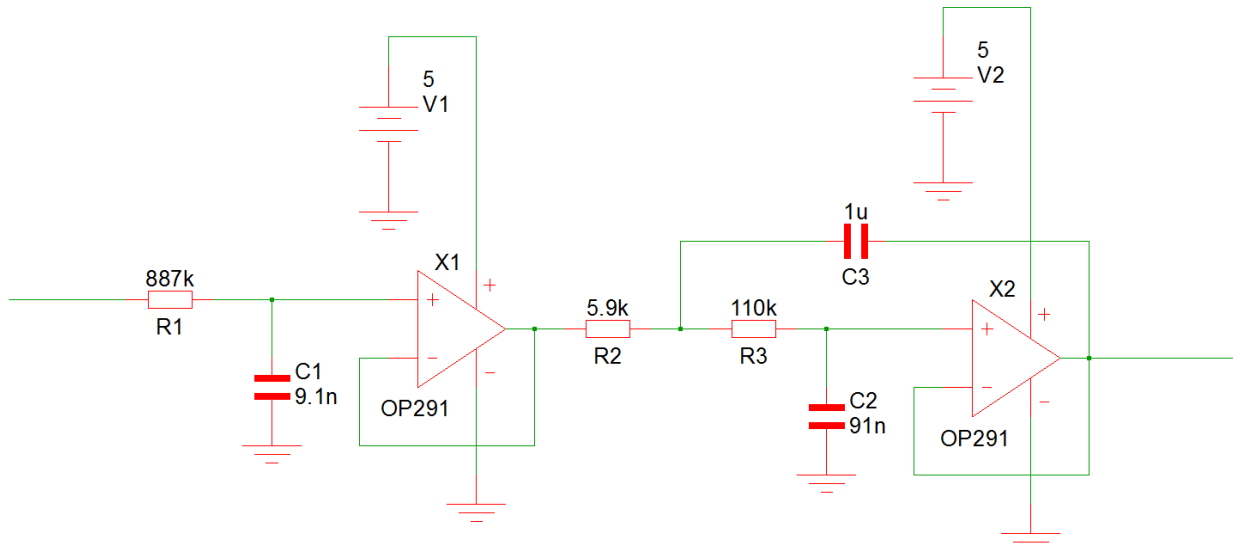 5
V1
5
V2
1u
C3
X1
+
X2
+
887k
R1
+
−
−
OP291
5.9k
R2
110k
R3
+
−
−
OP291
C1
9.1n
C2
91n